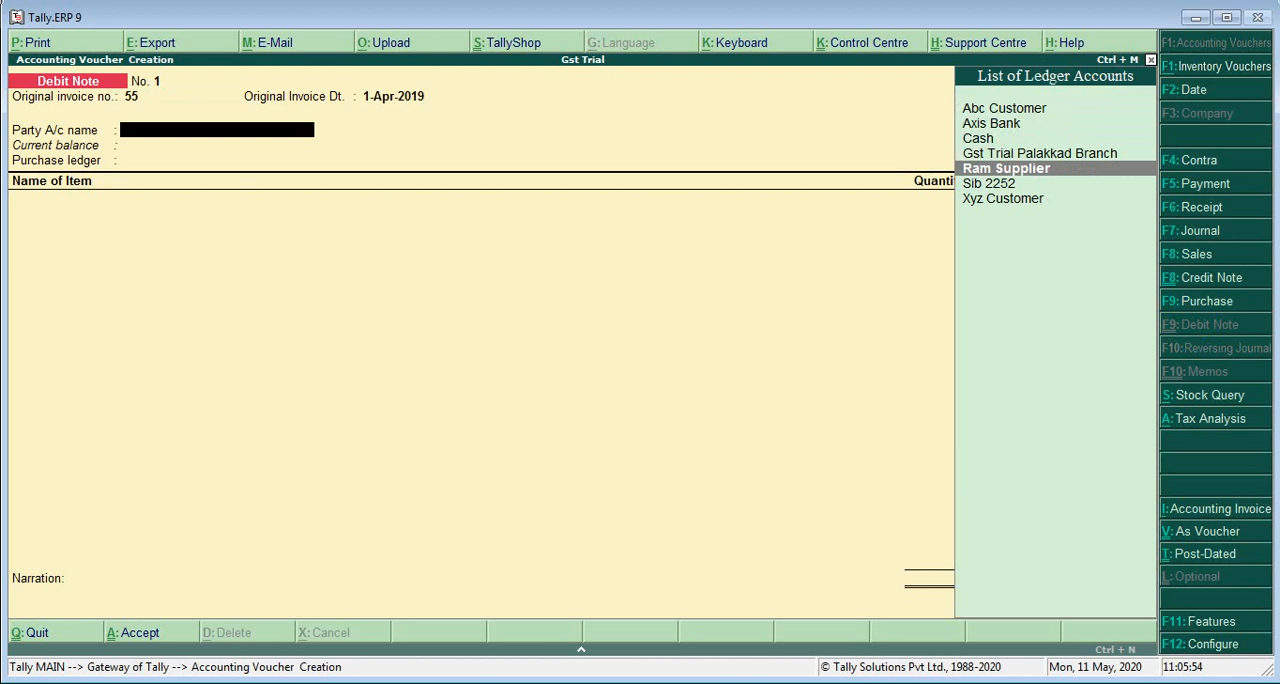 Tally.ERP 9
P: Print E: Export M: E-Mail O: Upload S: TallyShop G: Language K: Keyboard K: Control Centre H: Support Centre H: Help
Accounting Voucher Creation Gst Trial Ctrl + M
Debit Note No. 1
Original invoice no.: 55 Original Invoice Dt. : 1-Apr-2019
Party A/c name :
Current balance :
Purchase ledger :
Name of Item Quanti
Narration:
List of Ledger Accounts
Abc Customer
Axis Bank
Cash
Gst Trial Palakkad Branch
Ram Supplier
Sib 2252
Xyz Customer
F1: Accounting Vouchers
F1: Inventory Vouchers
F2: Date
F3: Company
F4: Contra
F5: Payment
F6: Receipt
F7: Journal
F8: Sales
F8: Credit Note
F9: Purchase
F9: Debit Note
F10: Reversing Journal
F10: Memos
S: Stock Query
A: Tax Analysis
I: Accounting Invoice
V: As Voucher
T: Post-Dated
L: Optional
F11: Features
F12: Configure
Q: Quit A: Accept D: Delete X: Cancel
Ctrl + N
Tally MAIN --> Gateway of Tally --> Accounting Voucher Creation © Tally Solutions Pvt Ltd., 1988-2020 Mon, 11 May, 2020 11:05:54